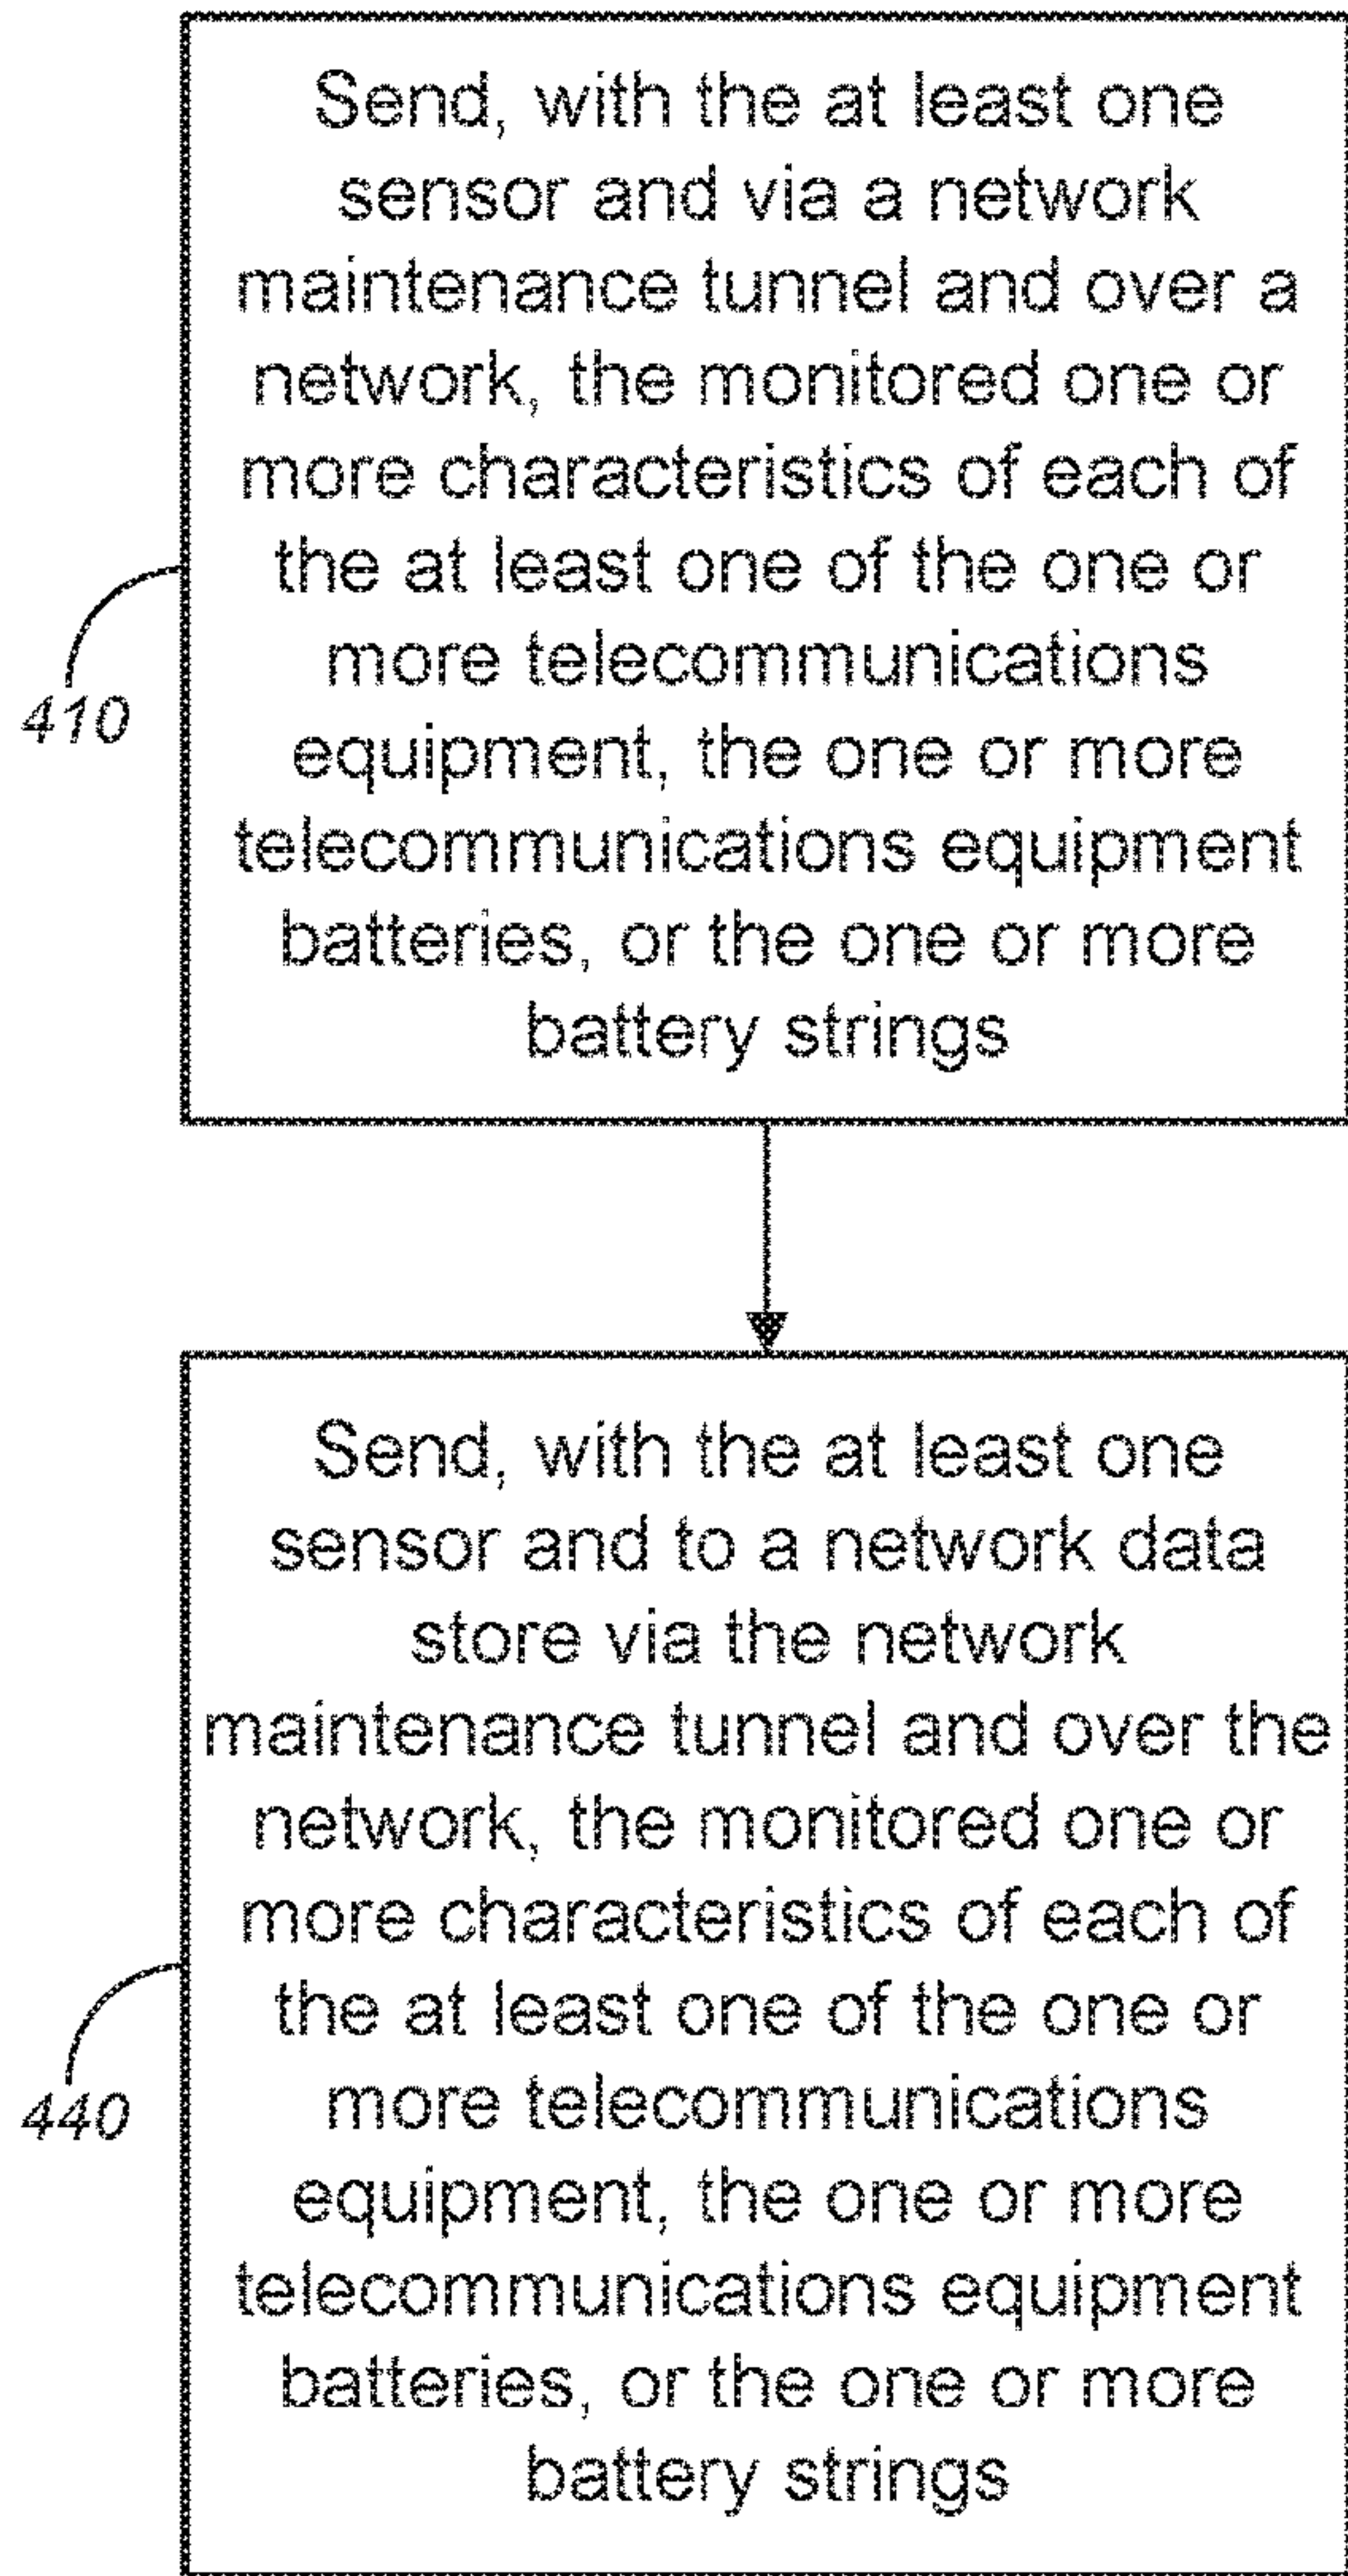 Send, with the at least one
sensor and via a network
maintenance tunnel and over a
network, the monitored one or
more characteristics of each of
the at least one of the one or
more telecommunications
equipment, the one or more
telecommunications equipment
batteries, or the one or more
battery strings
410
Send, with the at least one
sensor and to a network data
store via the network
maintenance tunnel and over the
network, the monitored one or
more characteristics of each of
the at least one of the one or
more telecommunications
equipment, the one or more
telecommunications equipment
batteries, or the one or more
battery strings
440